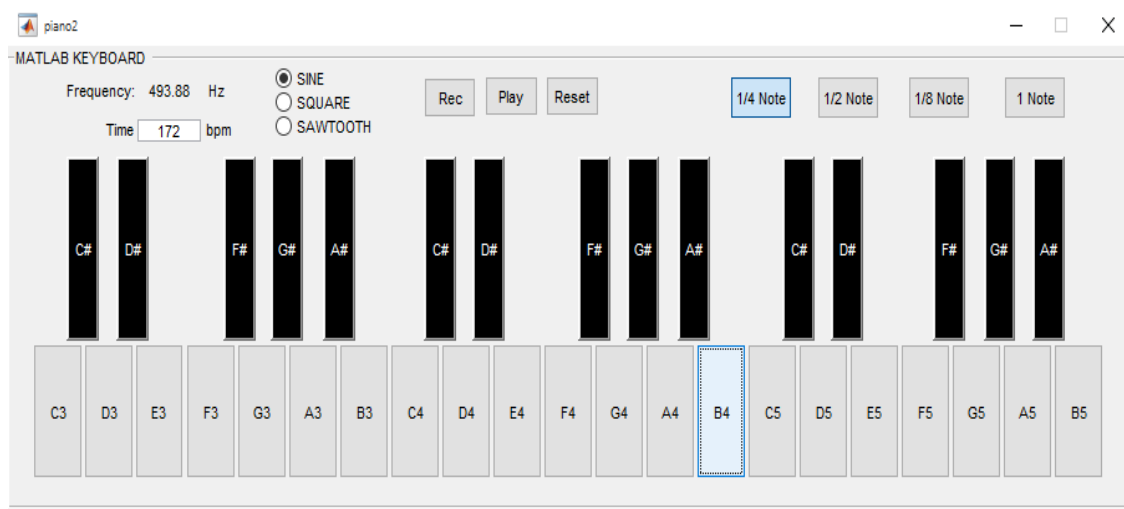 piano2
MATLAB KEYBOARD
Frequency: 493.88 Hz
Time 172 bpm
SINE
SQUARE
SAWTOOTH
Rec Play Reset
1/4 Note 1/2 Note 1/8 Note 1 Note
C# D# F# G# A# C# D# F# G# A# C# D# F# G# A#
C3 D3 E3 F3 G3 A3 B3 C4 D4 E4 F4 G4 A4 B4 C5 D5 E5 F5 G5 A5 B5